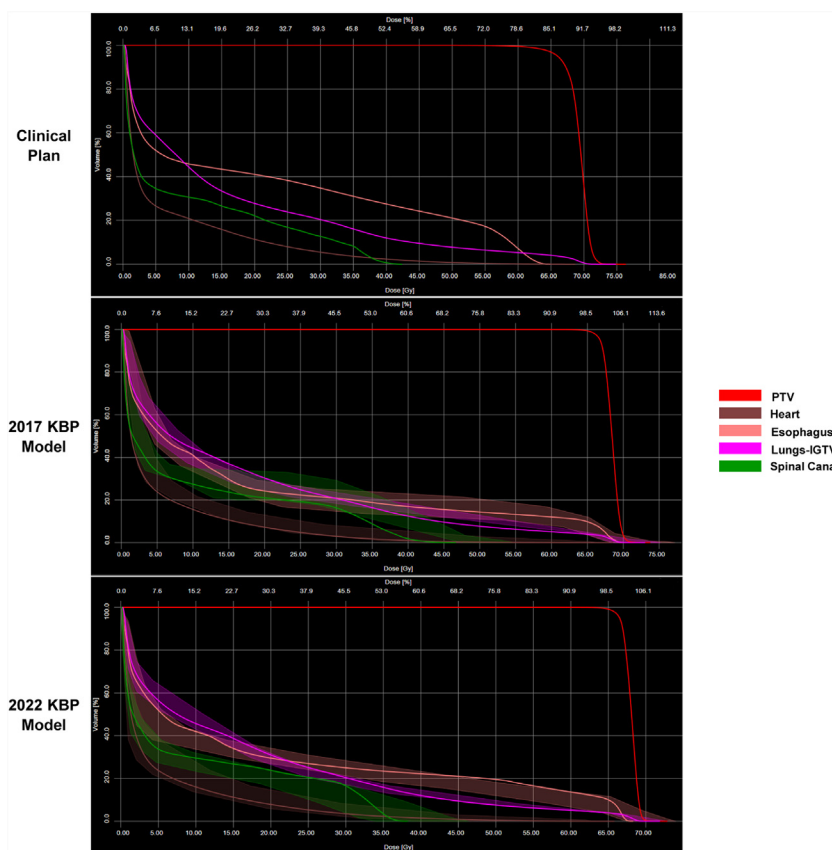 Dose [%]
0.0 6.5 13.1 19.6 26.2 32.7 39.3 45.8 52.4 58.9 65.5 72.0 78.6 85.1 91.7 98.2 111.3
Clinical
Plan
Volume [%]
100.0
80.0
60.0
40.0
20.0
0.0
0.00 5.00 10.00 15.00 20.00 25.00 30.00 35.00 40.00 45.00 50.00 55.00 60.00 65.00 70.00 75.00 85.00
Dose [Gy]
Dose [%]
0.0 7.6 15.2 22.7 30.3 37.9 45.5 53.0 60.6 68.2 75.8 83.3 90.9 98.5 106.1 113.6
2017 KBP
Model
Volume [%]
100.0
80.0
60.0
40.0
20.0
0.0
0.00 5.00 10.00 15.00 20.00 25.00 30.00 35.00 40.00 45.00 50.00 55.00 60.00 65.00 70.00 75.00
Dose [Gy]
PTV
Heart
Esophagus
Lungs-IGTV
Spinal Cana
Dose [%]
0.0 7.6 15.2 22.7 30.3 37.9 45.5 53.0 60.6 68.2 75.8 83.3 90.9 98.5 106.1
2022 KBP
Model
Volume [%]
100.0
80.0
60.0
40.0
20.0
0.0
0.00 5.00 10.00 15.00 20.00 25.00 30.00 35.00 40.00 45.00 50.00 55.00 60.00 65.00 70.00
Dose [Gy]